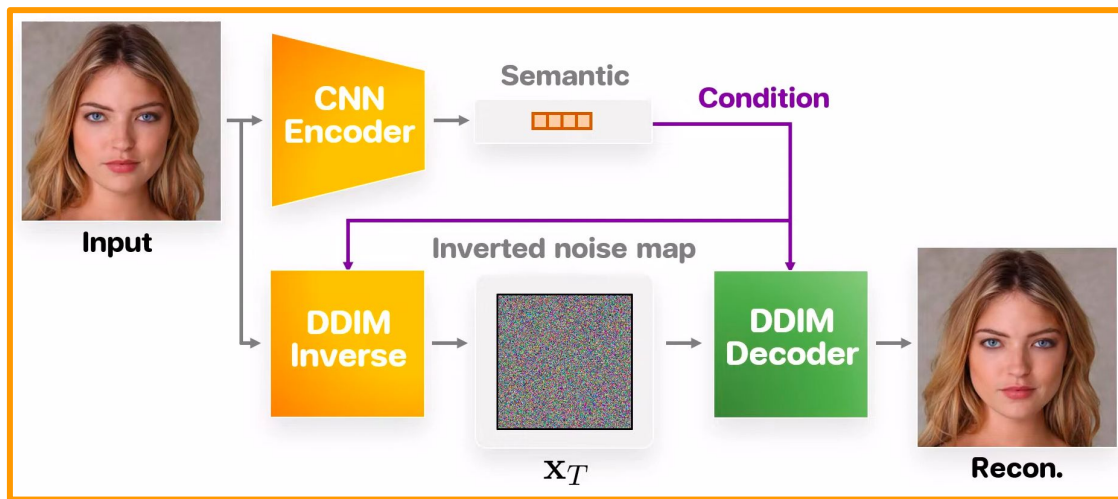 CNN
Encoder
Semantic
Condition
Input
Inverted noise map
DDIM
Inverse
DDIM
Decoder
x_T
Recon.